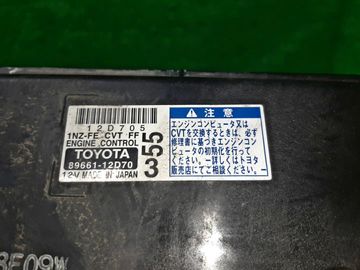 12D705
1NZ-FE CVT FF
ENGINE CONTROL
TOYOTA
89661-12D70
12V MADE IN JAPAN
355
⚠ 注意
エンジンコンピュータ又は
CVTを交換するときは、必ず
修理書に基づきエンジンコン
ピュータの初期化を行って
ください。ー詳しくはトヨタ
販売店にご相談くださいー